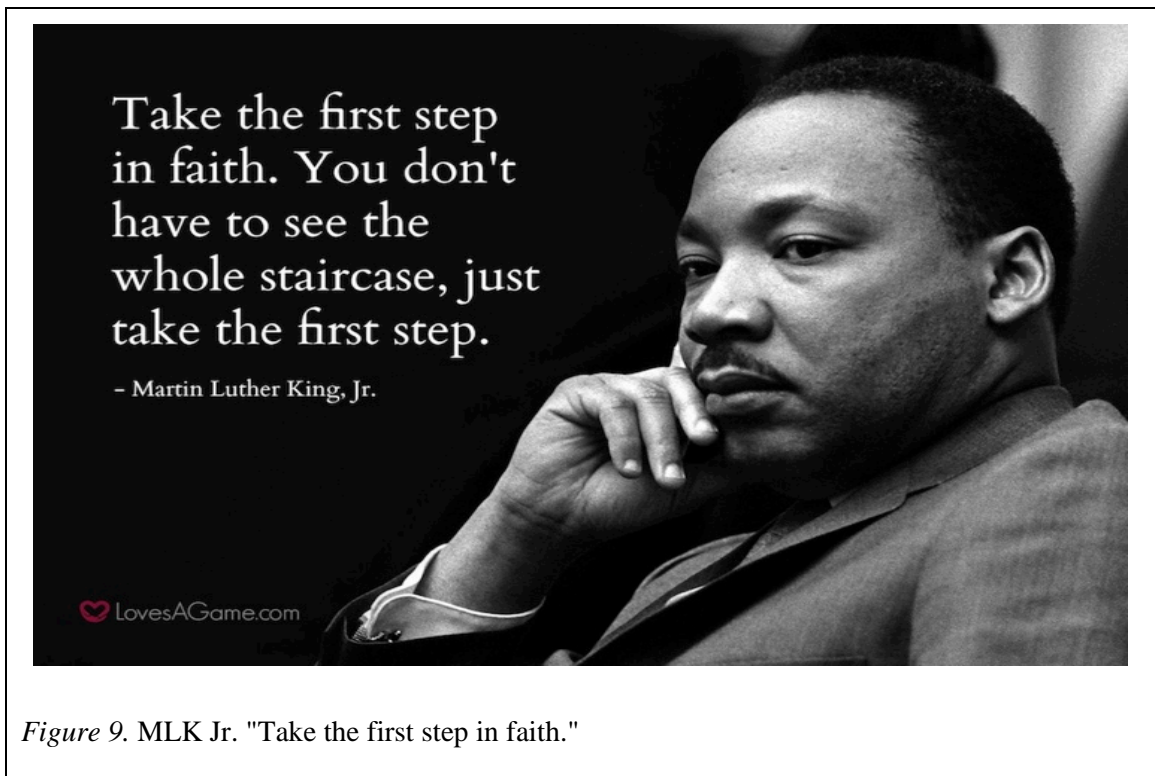 Take the first step
in faith. You don't
have to see the
whole staircase, just
take the first step.
- Martin Luther King, Jr.
LovesAGame.com
Figure 9. MLK Jr. "Take the first step in faith."